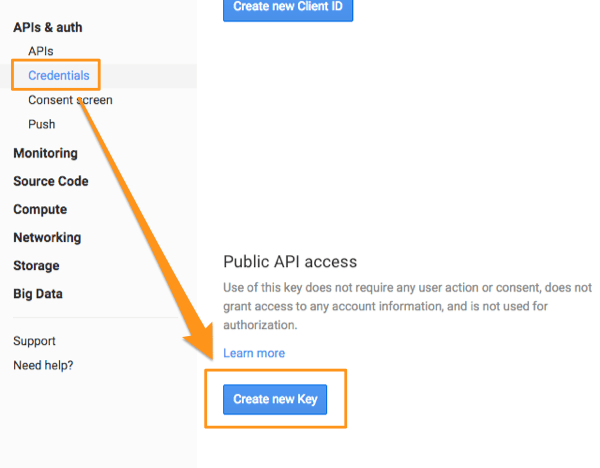 Create new Client ID
APIs & auth
APIs
Credentials
Consent screen
Push
Monitoring
Source Code
Compute
Networking
Storage
Big Data
Support
Need help?
Public API access
Use of this key does not require any user action or consent, does not
grant access to any account information, and is not used for
authorization.
Learn more
Create new Key